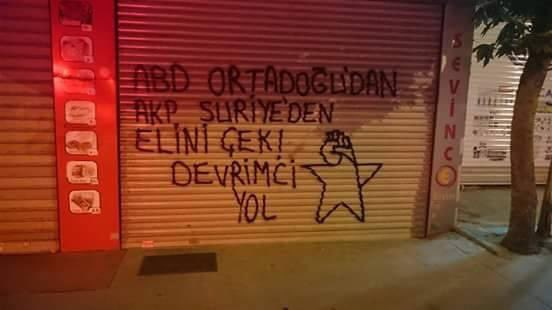 ABD ORTADOĞU'DAN
AKP SURİYE'DEN
ELİNİ ÇEK!
DEVRİMCİ
YOL
SEVİNÇ